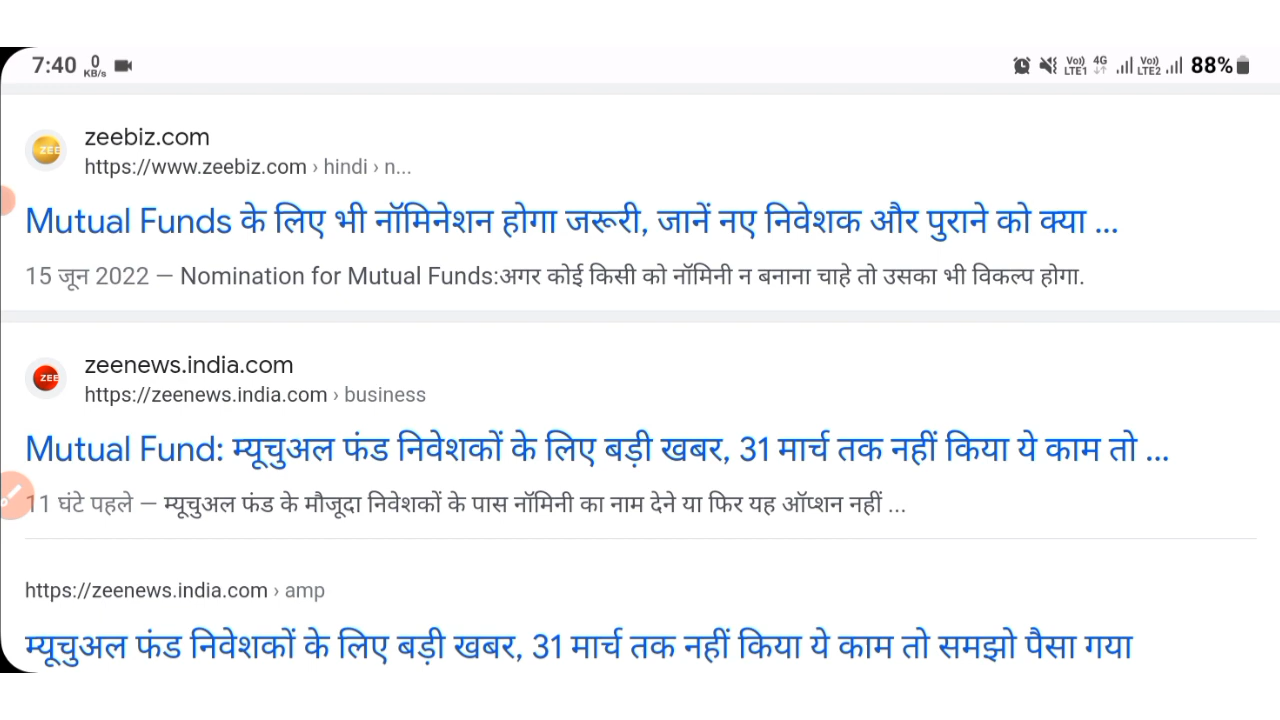 7:40 0 KB/s Vo)) LTE1 4G Vo)) LTE2 88%
ZEE
zeebiz.com
https://www.zeebiz.com › hindi › n...
Mutual Funds के लिए भी नॉमिनेशन होगा जरूरी, जानें नए निवेशक और पुराने को क्या ...
15 जून 2022 — Nomination for Mutual Funds:अगर कोई किसी को नॉमिनी न बनाना चाहे तो उसका भी विकल्प होगा.
ZEE
zeenews.india.com
https://zeenews.india.com › business
Mutual Fund: म्यूचुअल फंड निवेशकों के लिए बड़ी खबर, 31 मार्च तक नहीं किया ये काम तो ...
11 घंटे पहले — म्यूचुअल फंड के मौजूदा निवेशकों के पास नॉमिनी का नाम देने या फिर यह ऑप्शन नहीं ...
https://zeenews.india.com › amp
म्यूचुअल फंड निवेशकों के लिए बड़ी खबर, 31 मार्च तक नहीं किया ये काम तो समझो पैसा गया